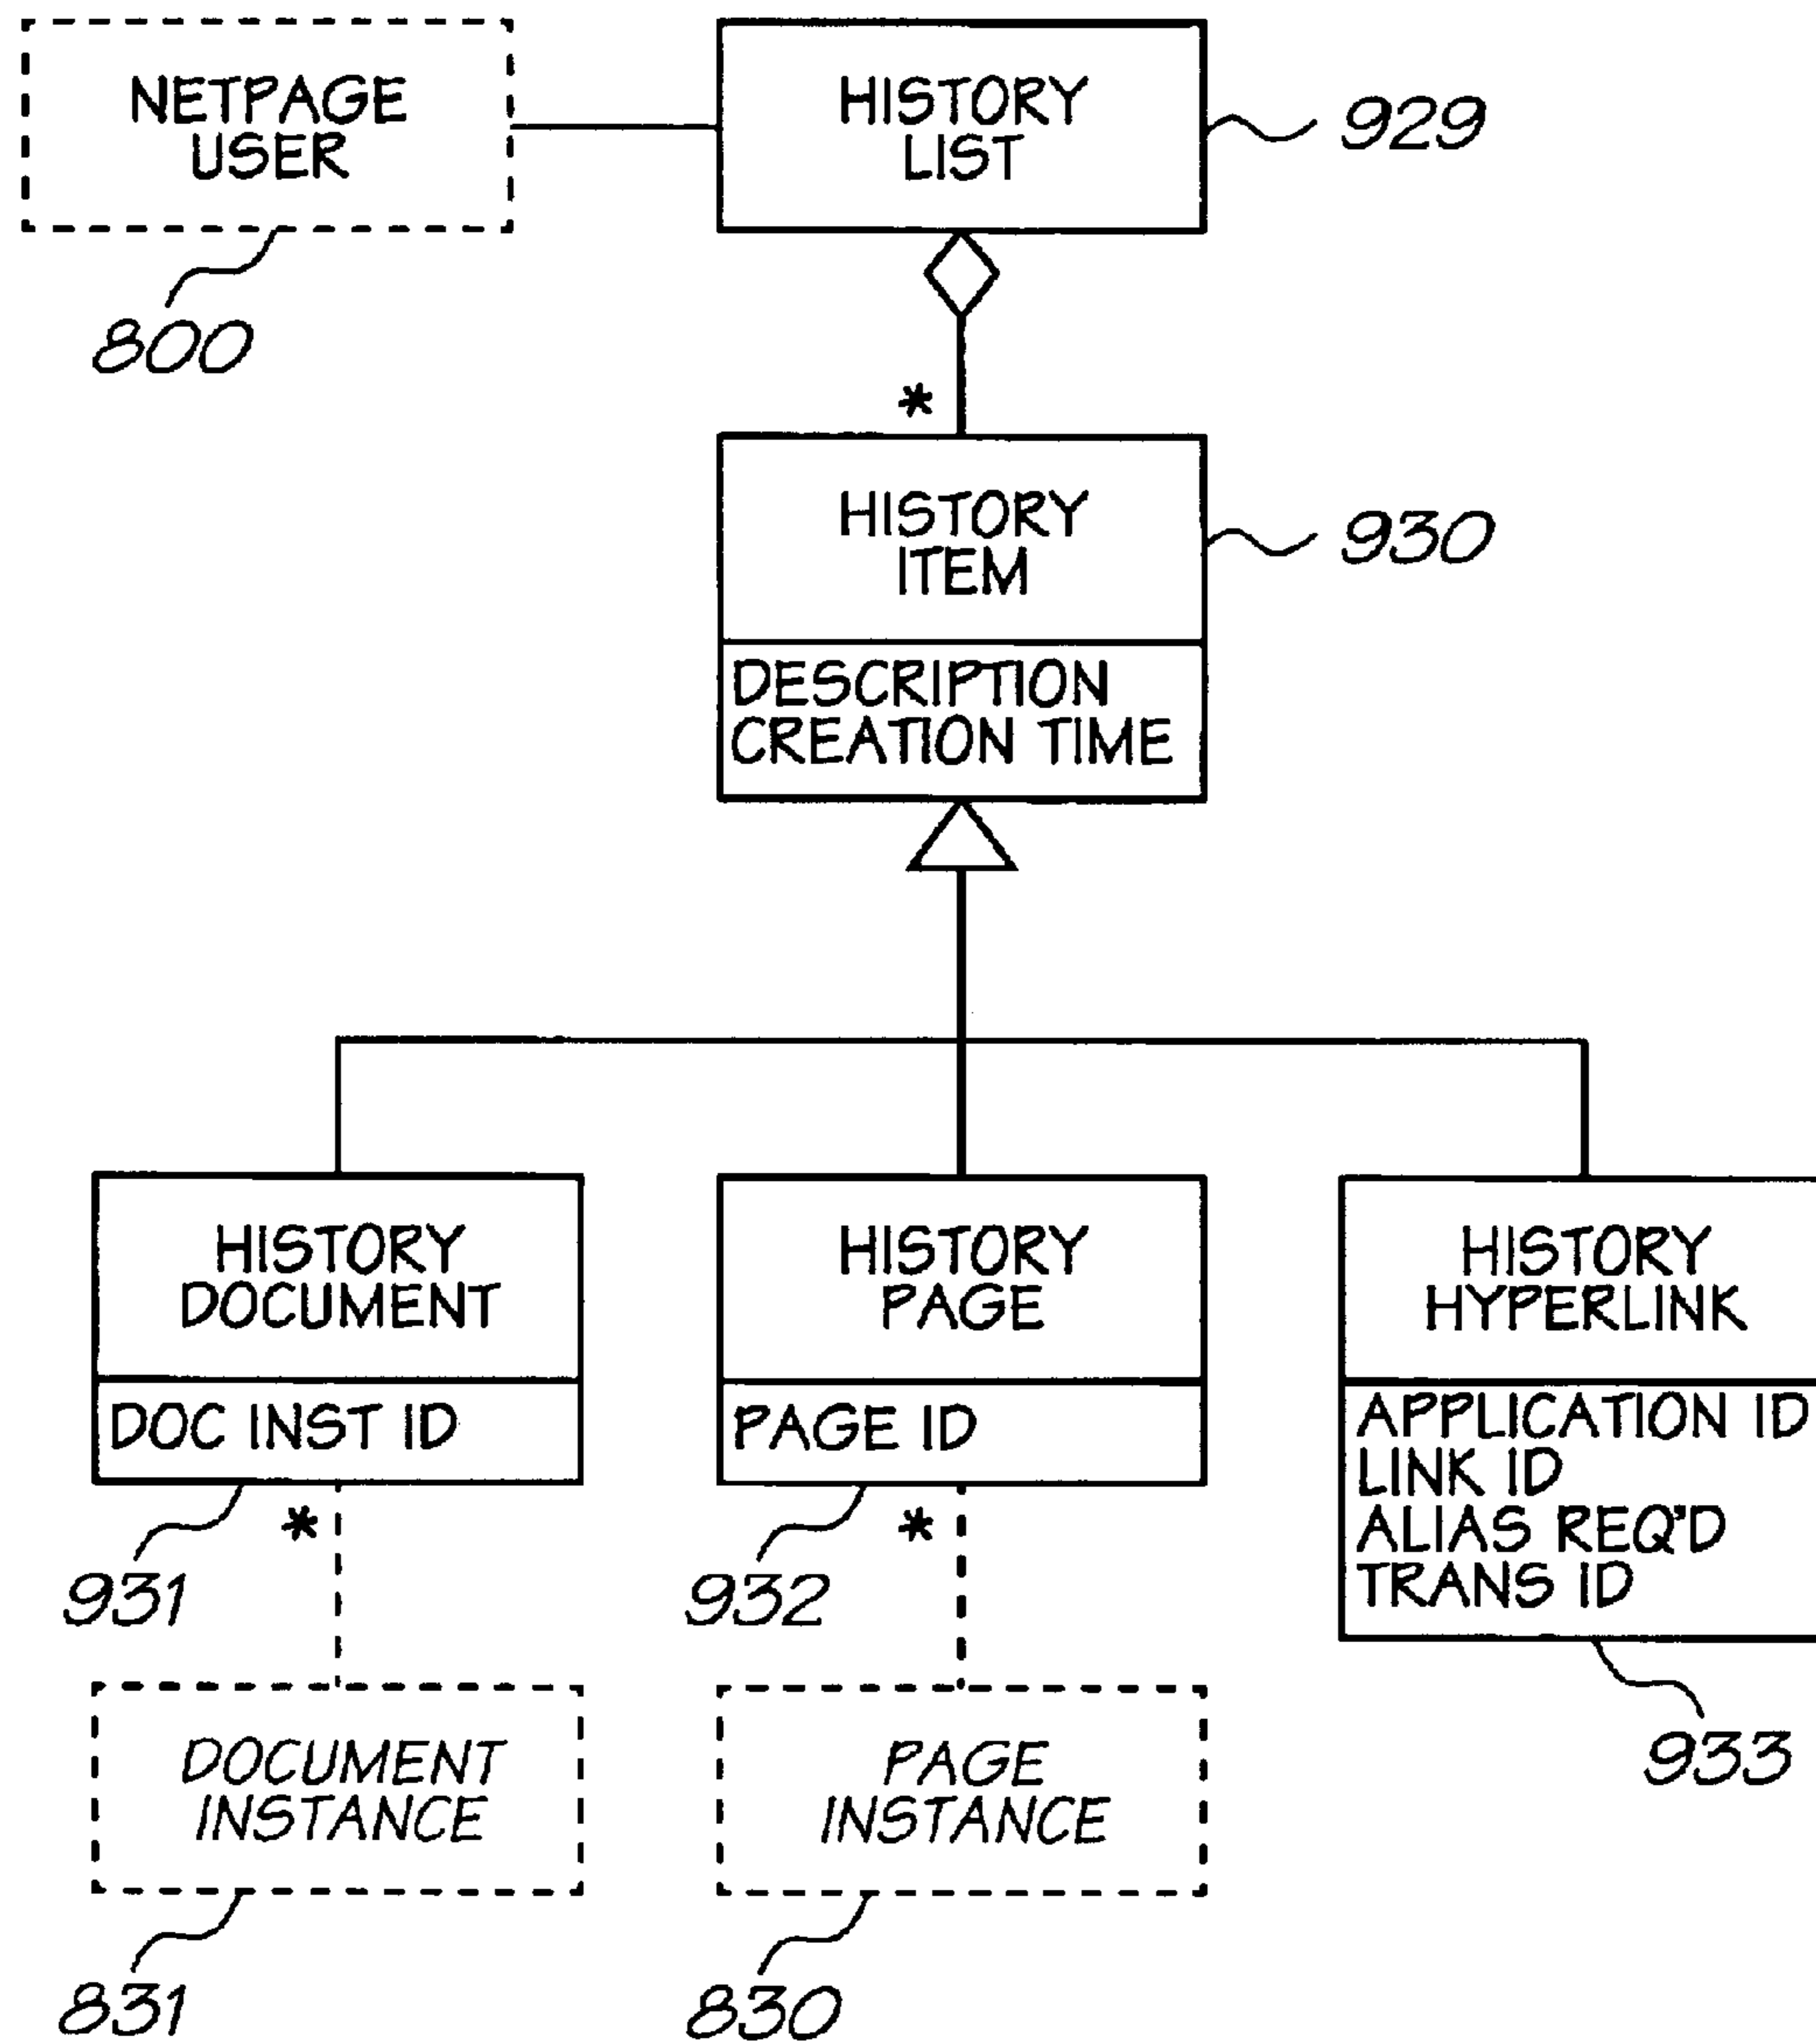 NETPAGE
USER
800
HISTORY
LIST
929
*
HISTORY
ITEM
930
DESCRIPTION
CREATION TIME
HISTORY
DOCUMENT
DOC INST ID
931
*
HISTORY
PAGE
PAGE ID
932
*
HISTORY
HYPERLINK
APPLICATION ID
LINK ID
ALIAS REQ'D
TRANS ID
933
DOCUMENT
INSTANCE
831
PAGE
INSTANCE
830